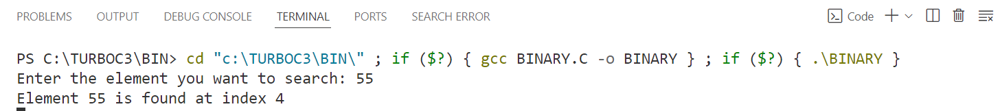 PROBLEMS OUTPUT DEBUG CONSOLE TERMINAL PORTS SEARCH ERROR Code
PS C:\TURBOC3\BIN> cd "c:\TURBOC3\BIN\" ; if ($?) { gcc BINARY.C -o BINARY } ; if ($?) { .\BINARY }
Enter the element you want to search: 55
Element 55 is found at index 4